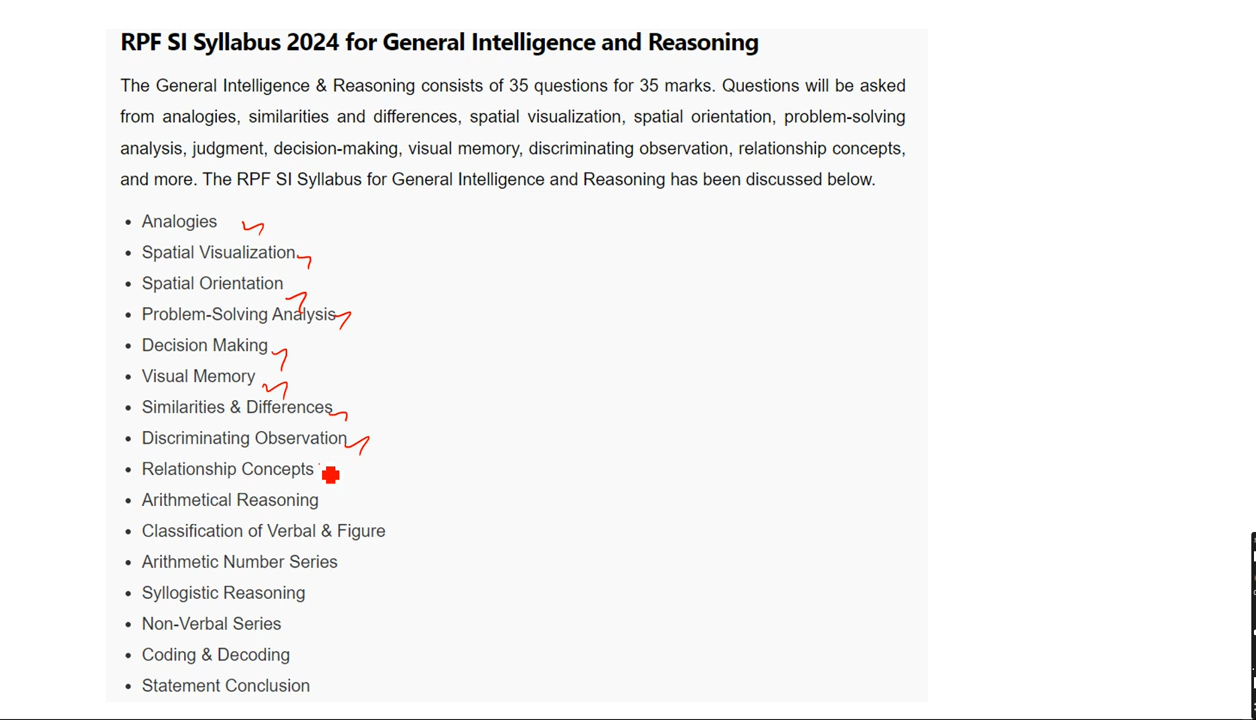 RPF SI Syllabus 2024 for General Intelligence and Reasoning
The General Intelligence & Reasoning consists of 35 questions for 35 marks. Questions will be asked
from analogies, similarities and differences, spatial visualization, spatial orientation, problem-solving
analysis, judgment, decision-making, visual memory, discriminating observation, relationship concepts,
and more. The RPF SI Syllabus for General Intelligence and Reasoning has been discussed below.
• Analogies
• Spatial Visualization
• Spatial Orientation
• Problem-Solving Analysis
• Decision Making
• Visual Memory
• Similarities & Differences
• Discriminating Observation
• Relationship Concepts
• Arithmetical Reasoning
• Classification of Verbal & Figure
• Arithmetic Number Series
• Syllogistic Reasoning
• Non-Verbal Series
• Coding & Decoding
• Statement Conclusion